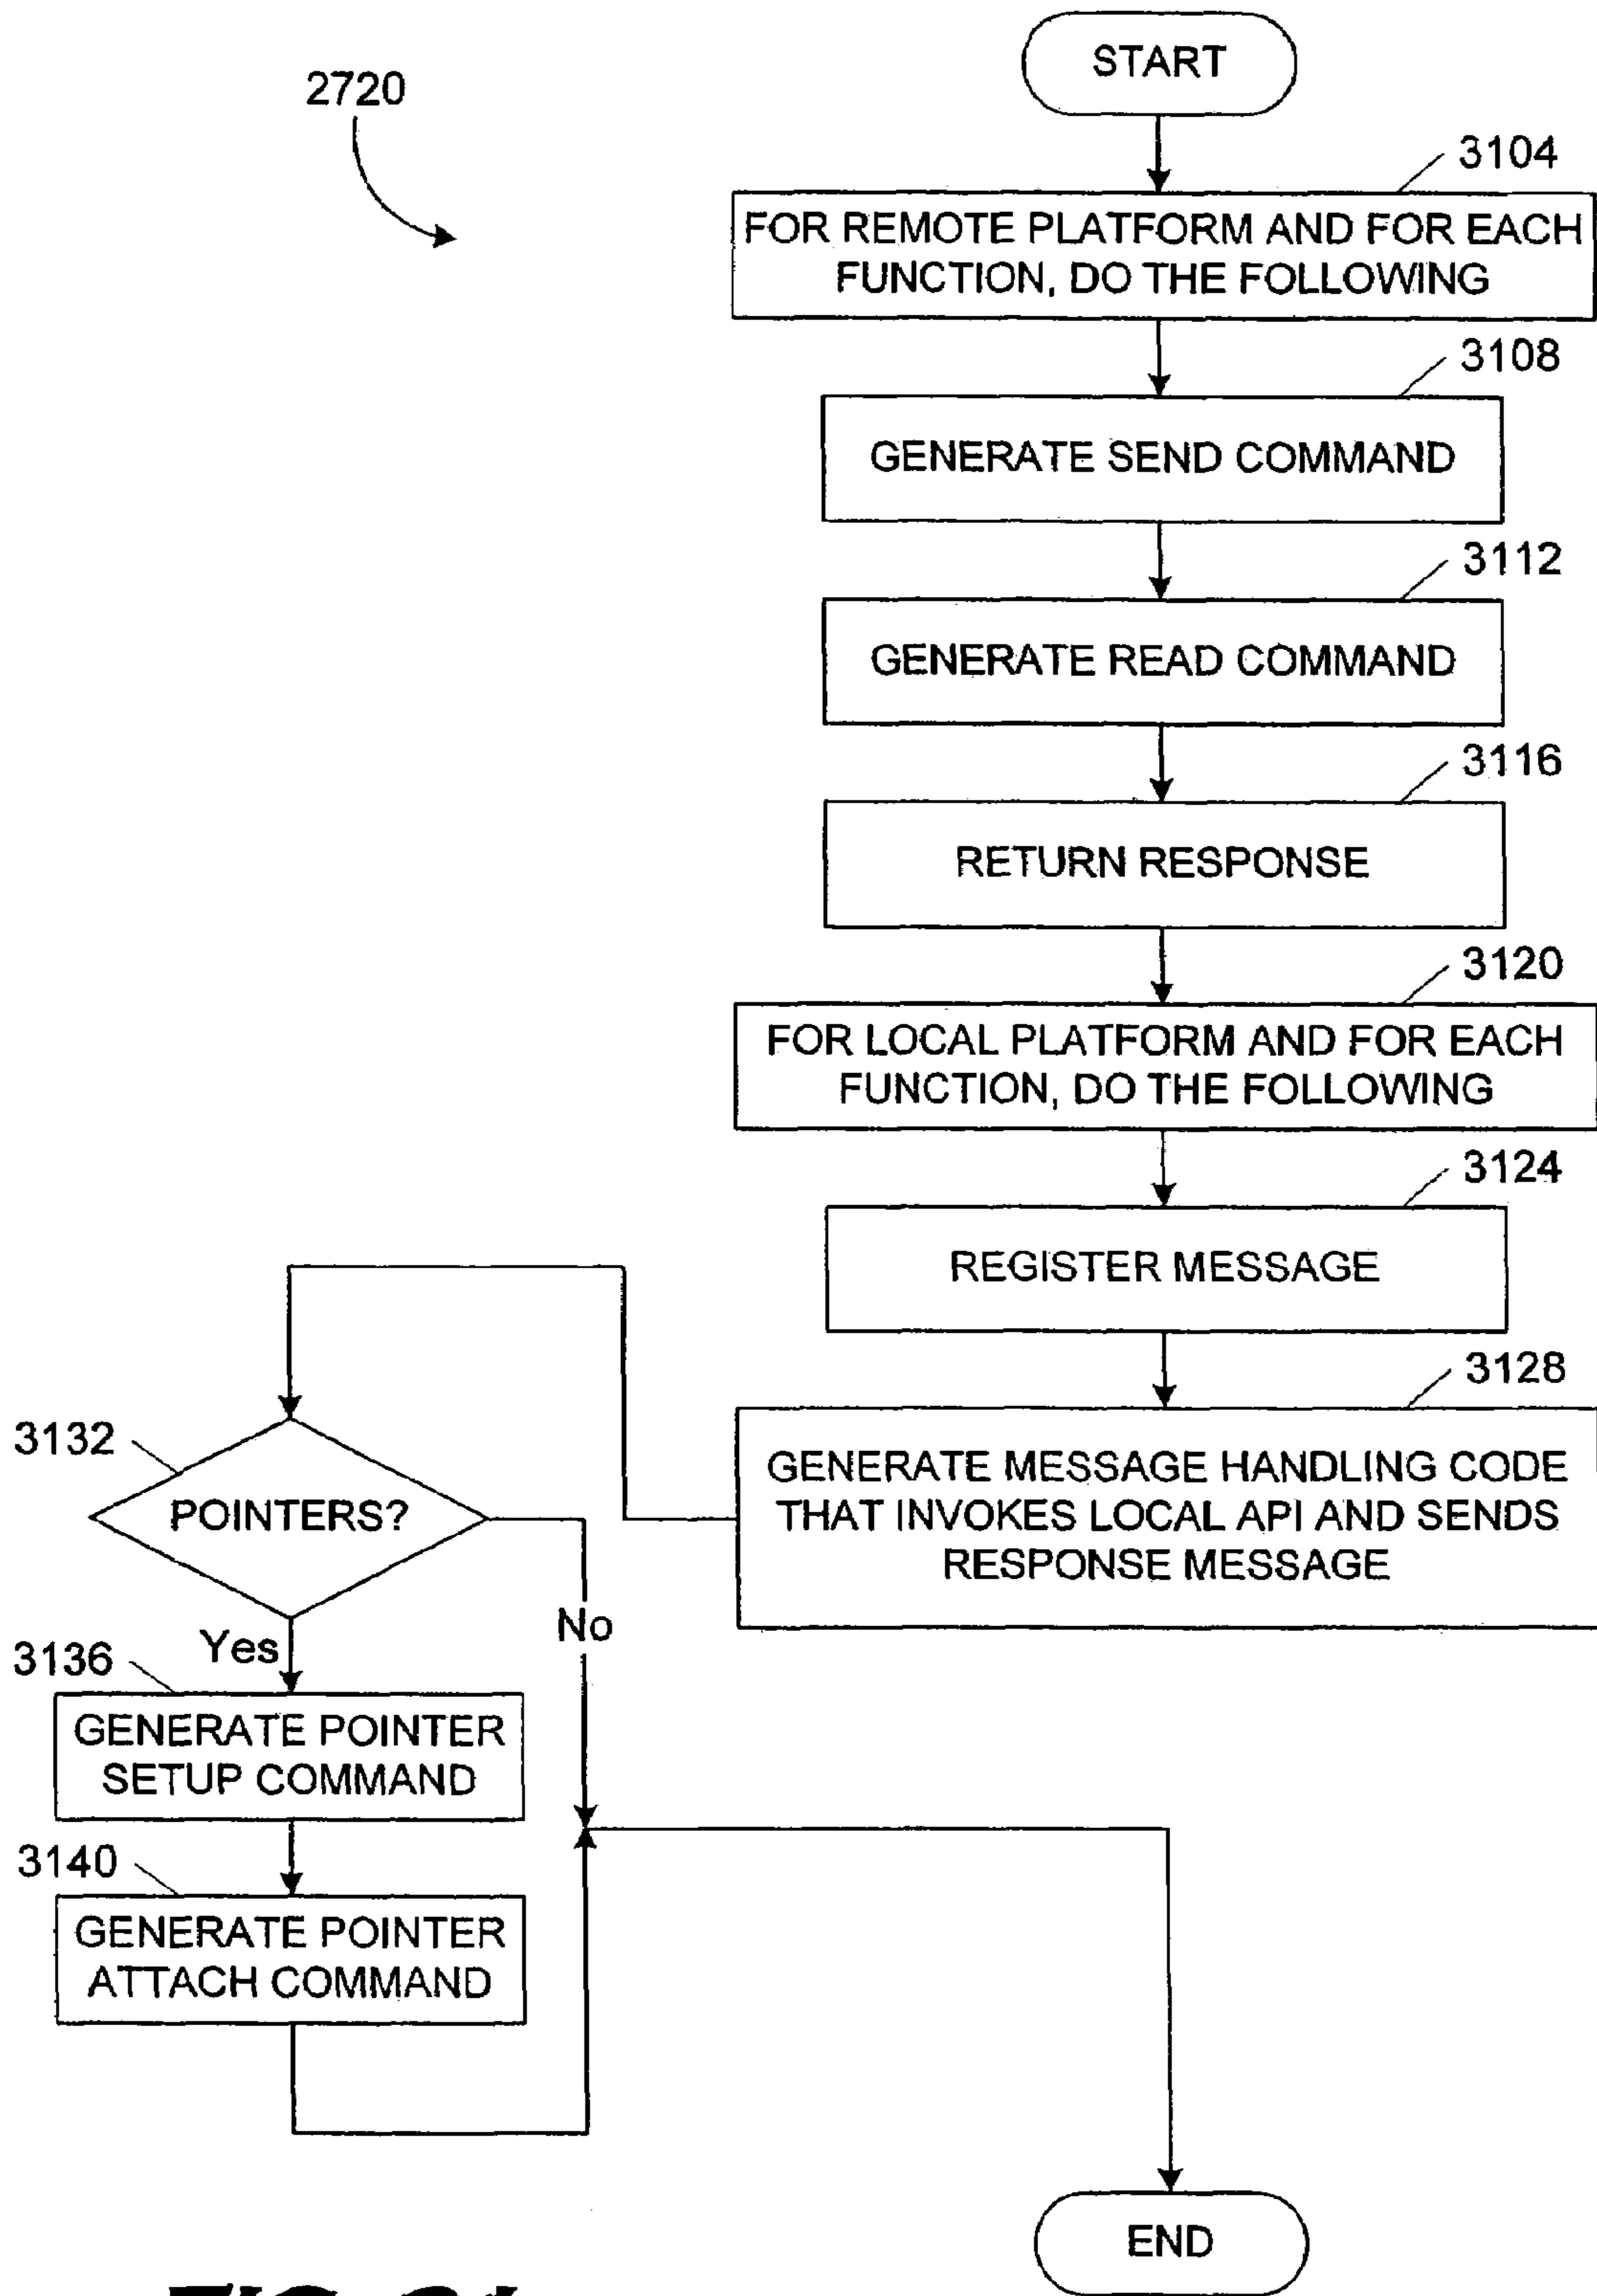 START
2720
3104
FOR REMOTE PLATFORM AND FOR EACH
FUNCTION, DO THE FOLLOWING
3108
GENERATE SEND COMMAND
3112
GENERATE READ COMMAND
3116
RETURN RESPONSE
3120
FOR LOCAL PLATFORM AND FOR EACH
FUNCTION, DO THE FOLLOWING
3124
REGISTER MESSAGE
3128
GENERATE MESSAGE HANDLING CODE
THAT INVOKES LOCAL API AND SENDS
RESPONSE MESSAGE
3132
POINTERS?
No
Yes
3136
GENERATE POINTER
SETUP COMMAND
3140
GENERATE POINTER
ATTACH COMMAND
END